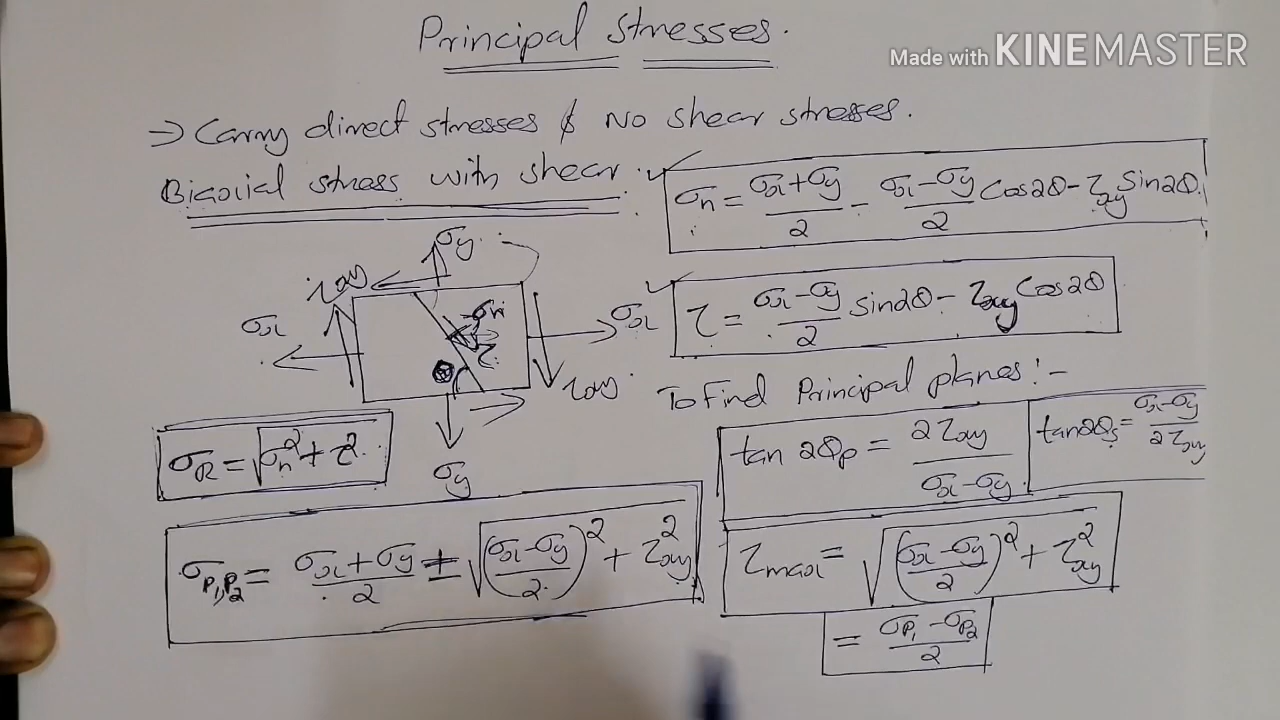 Principal Stresses.
Made with KINEMASTER
→ Carry direct stresses & No shear stresses.
Biaxial stress with shear :
σn = (σx + σy)/2 − (σx − σy)/2 Cos2θ − τxy Sin2θ
σy
τxy
σx
σn
σx
τ
τxy
σy
τ = (σx − σy)/2 sin2θ − τxy Cos2θ
To Find Principal planes :-
σR = √(σn² + τ²)
tan 2θp = 2τxy/(σx − σy)
tan2θs = (σx − σy)/2τxy
σP1,P2 = (σx + σy)/2 ± √(((σx − σy)/2)² + τxy²)
τmax = √(((σx − σy)/2)² + τxy²)
= (σP1 − σP2)/2